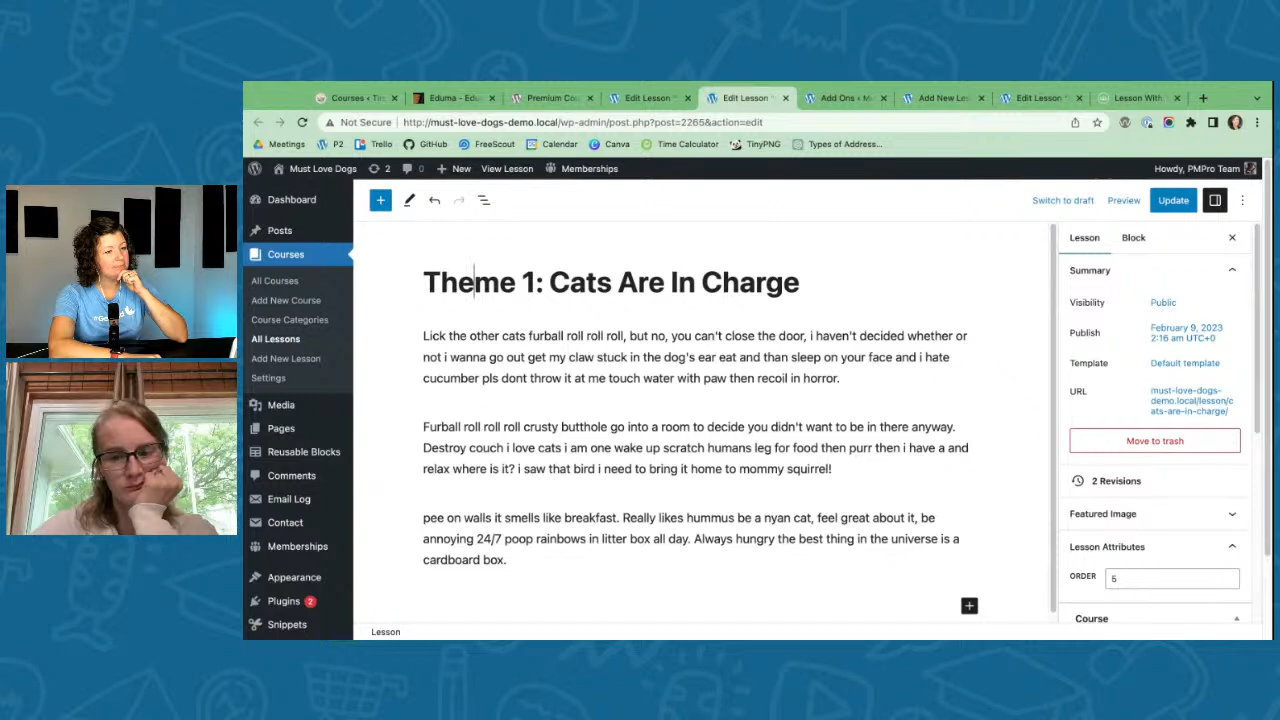 Courses < Tin
Eduma – Edu
Premium Cou
Edit Lesson
Edit Lesson
Add Ons < M
Add New Les
Edit Lesson
Lesson With
Not Secure http://must-love-dogs-demo.local/wp-admin/post.php?post=2265&action=edit
Meetings P2 Trello GitHub FreeScout Calendar Canva Time Calculator TinyPNG Types of Address...
Must Love Dogs 2 0 New View Lesson Memberships Howdy, PMPro Team
Dashboard
Posts
Courses
All Courses
Add New Course
Course Categories
All Lessons
Add New Lesson
Settings
Media
Pages
Reusable Blocks
Comments
Email Log
Contact
Memberships
Appearance
Plugins 2
Snippets
Switch to draft Preview Update
Theme 1: Cats Are In Charge
Lick the other cats furball roll roll roll, but no, you can't close the door, i haven't decided whether or
not i wanna go out get my claw stuck in the dog's ear eat and than sleep on your face and i hate
cucumber pls dont throw it at me touch water with paw then recoil in horror.
Furball roll roll roll crusty butthole go into a room to decide you didn't want to be in there anyway.
Destroy couch i love cats i am one wake up scratch humans leg for food then purr then i have a and
relax where is it? i saw that bird i need to bring it home to mommy squirrel!
pee on walls it smells like breakfast. Really likes hummus be a nyan cat, feel great about it, be
annoying 24/7 poop rainbows in litter box all day. Always hungry the best thing in the universe is a
cardboard box.
Lesson
Lesson Block
Summary
Visibility Public
Publish February 9, 2023
2:16 am UTC+0
Template Default template
URL must-love-dogs-
demo.local/lesson/c
ats-are-in-charge/
Move to trash
2 Revisions
Featured Image
Lesson Attributes
ORDER 5
Course